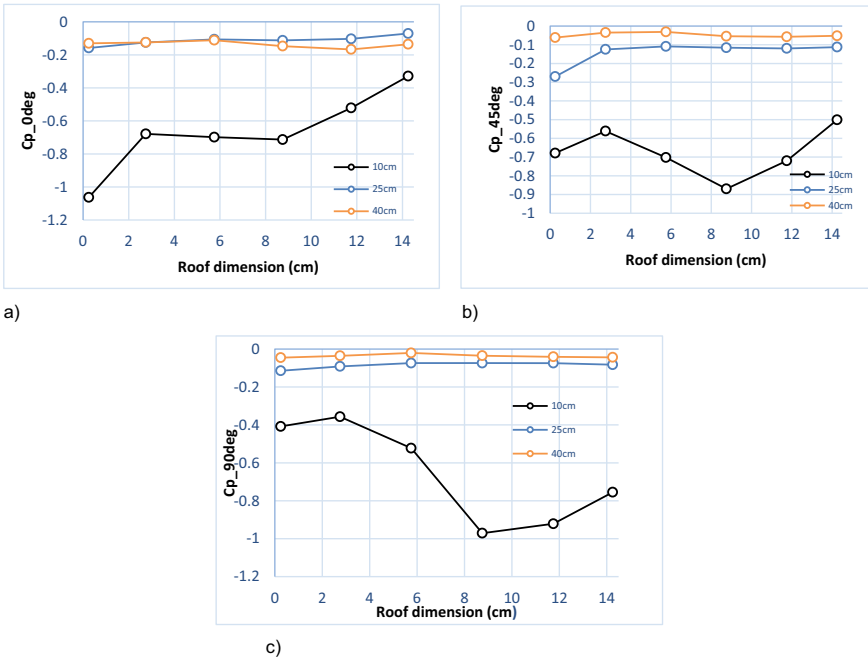 0
-0.2
-0.4
-0.6
-0.8
-1
-1.2
Cp_0deg
10cm
25cm
40cm
0 2 4 6 8 10 12 14
Roof dimension (cm)
a)
0
-0.1
-0.2
-0.3
-0.4
-0.5
-0.6
-0.7
-0.8
-0.9
-1
Cp_45deg
10cm
25cm
40cm
0 2 4 6 8 10 12 14
Roof dimension (cm)
b)
0
-0.2
-0.4
-0.6
-0.8
-1
-1.2
Cp_90deg
10cm
25cm
40cm
0 2 4 6 8 10 12 14
Roof dimension (cm)
c)